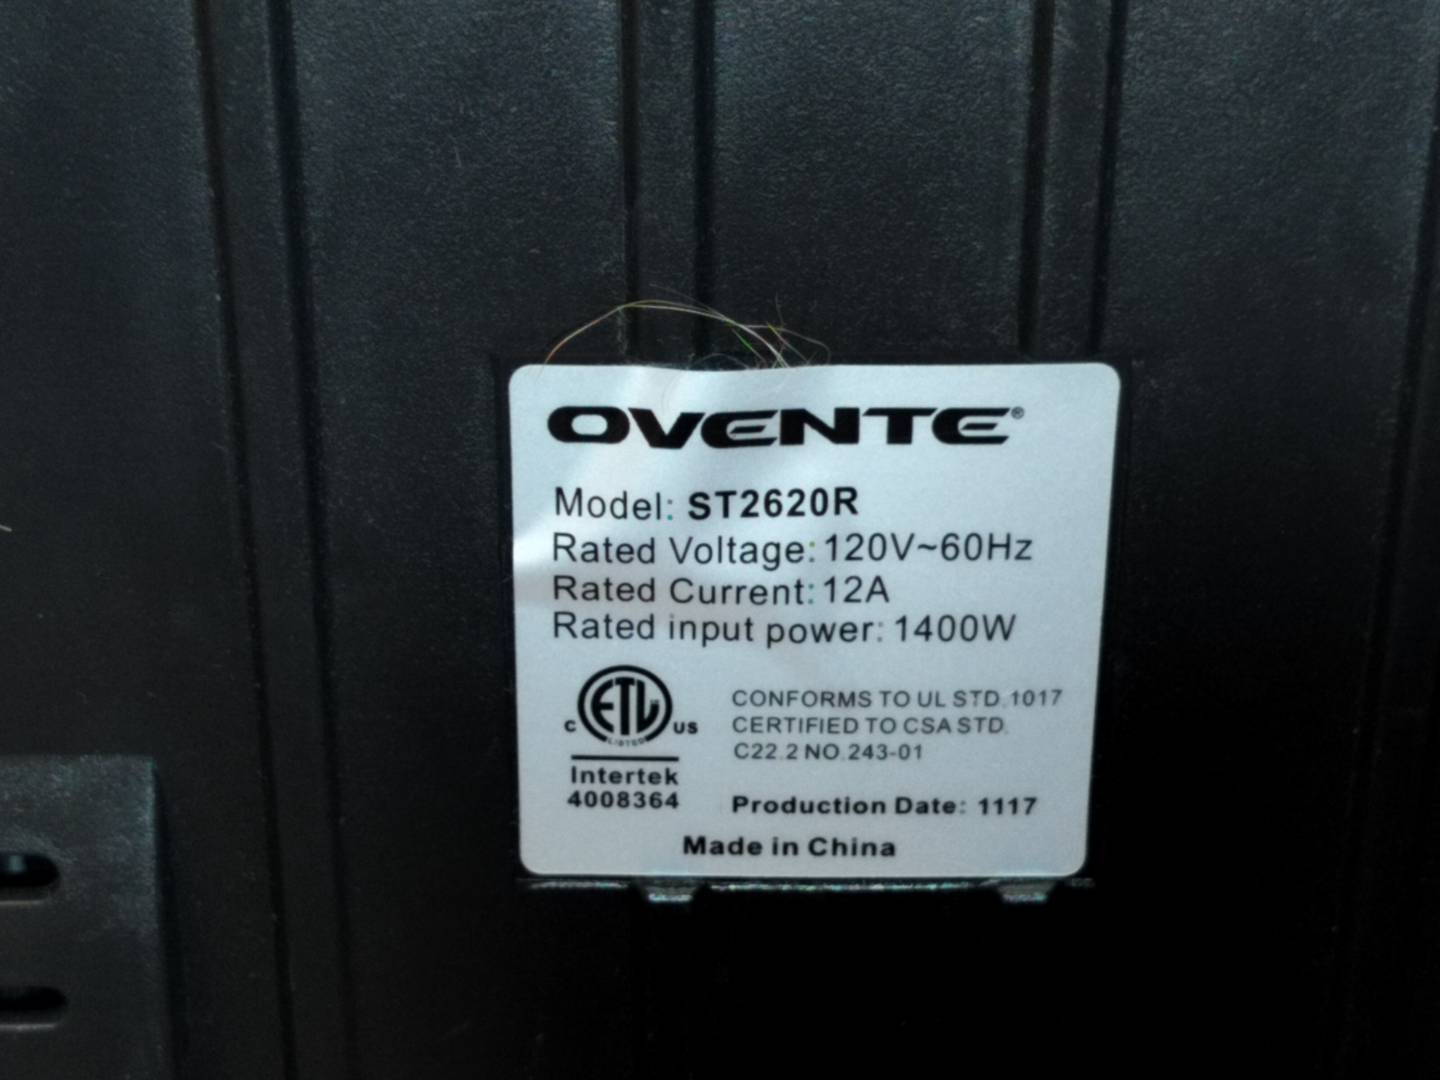 OVENTE®
Model: ST2620R
Rated Voltage: 120V~60Hz
Rated Current: 12A
Rated input power: 1400W
ETL
LISTED
C US
Intertek
4008364
CONFORMS TO UL STD.1017
CERTIFIED TO CSA STD.
C22.2 NO.243-01
Production Date: 1117
Made in China